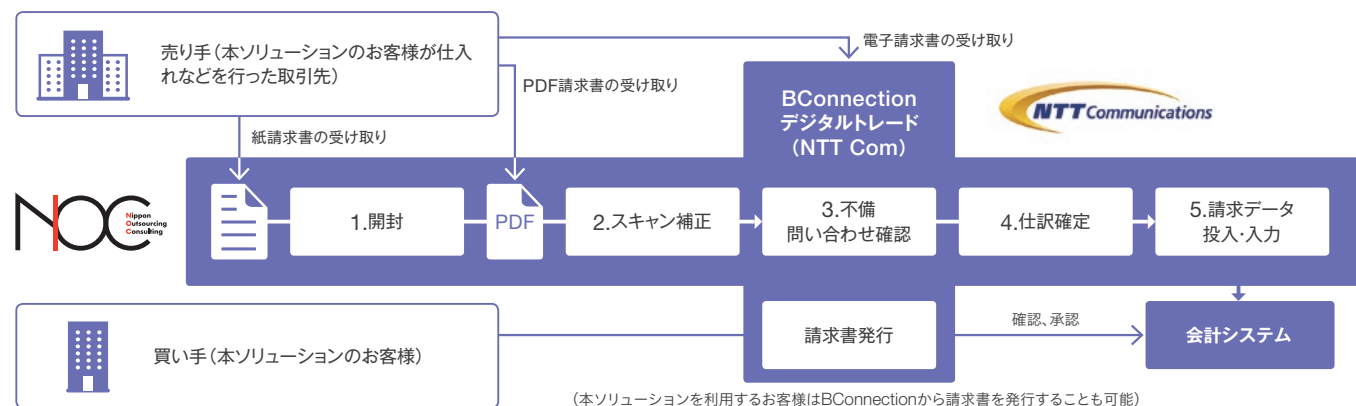 売り手（本ソリューションのお客様が仕入
れなどを行った取引先）
電子請求書の受け取り
PDF請求書の受け取り
紙請求書の受け取り
BConnection
デジタルトレード
（NTT Com）
NTT Communications
NOC
Nippon
Outsourcing
Consulting
1.開封
PDF
2.スキャン補正
3.不備
問い合わせ確認
4.仕訳確定
5.請求データ
投入・入力
買い手（本ソリューションのお客様）
請求書発行
確認、承認
会計システム
（本ソリューションを利用するお客様はBConnectionから請求書を発行することも可能）